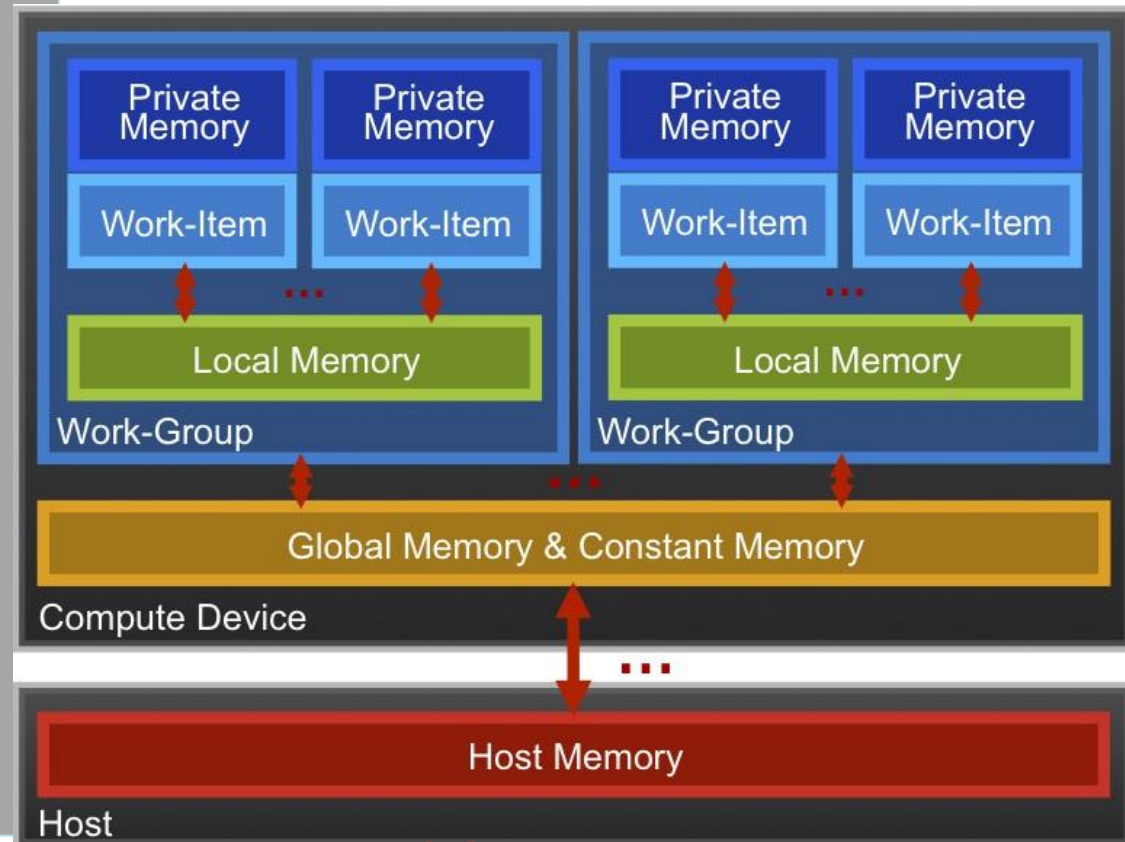 Private
Memory
Private
Memory
Private
Memory
Private
Memory
Work-Item
Work-Item
Work-Item
Work-Item
...
...
Local Memory
Local Memory
Work-Group
Work-Group
...
Global Memory & Constant Memory
Compute Device
...
Host Memory
Host